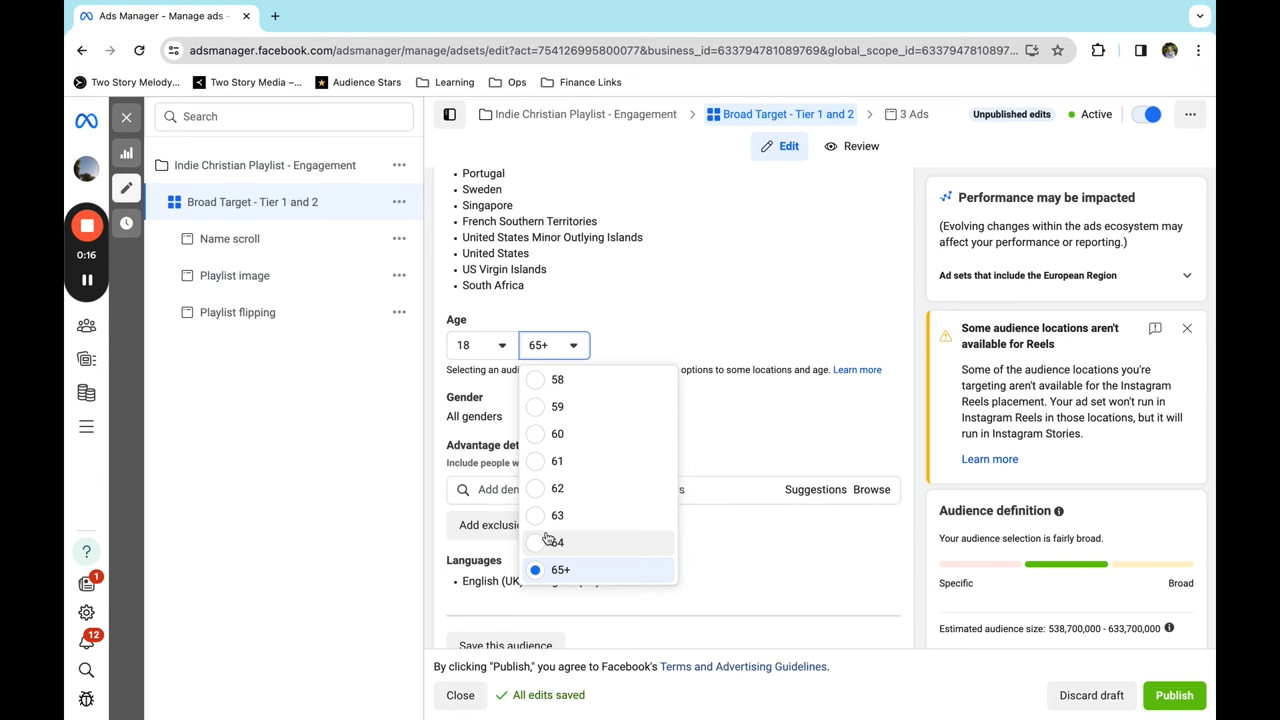 Ads Manager - Manage ads -
adsmanager.facebook.com/adsmanager/manage/adsets/edit?act=754126995800077&business_id=633794781089769&global_scope_id=6337947810897...
Two Story Melody...
Two Story Media –...
Audience Stars
Learning
Ops
Finance Links
Search
Indie Christian Playlist - Engagement
Broad Target - Tier 1 and 2
3 Ads
Unpublished edits
Active
Edit
Review
Indie Christian Playlist - Engagement
Broad Target - Tier 1 and 2
Name scroll
Playlist image
Playlist flipping
0:16
1
12
?
• Portugal
• Sweden
• Singapore
• French Southern Territories
• United States Minor Outlying Islands
• United States
• US Virgin Islands
• South Africa
Age
18
65+
Selecting an
options to some locations and age. Learn more
58
59
60
61
62
63
64
65+
Gender
All genders
Advantage
Include people
Add
Suggestions
Browse
Add
Languages
• English (UK)
Save this audience
Performance may be impacted
(Evolving changes within the ads ecosystem may
affect your performance or reporting.)
Ad sets that include the European Region
Some audience locations aren't
available for Reels
Some of the audience locations you're
targeting aren't available for the Instagram
Reels placement. Your ad set won't run in
Instagram Reels in those locations, but it will
run in Instagram Stories.
Learn more
Audience definition
Your audience selection is fairly broad.
Specific
Broad
Estimated audience size: 538,700,000 - 633,700,000
By clicking "Publish," you agree to Facebook's Terms and Advertising Guidelines.
Close
All edits saved
Discard draft
Publish